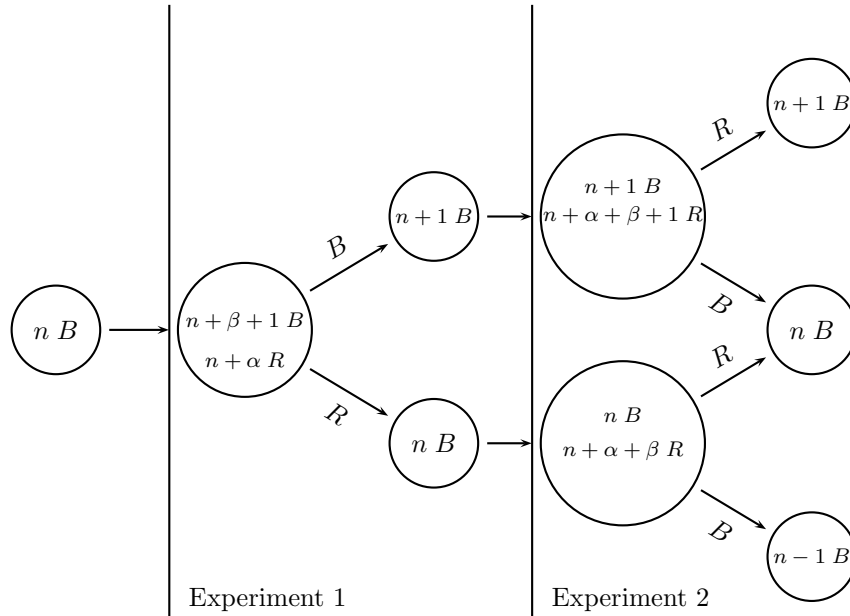 n B
n + β + 1 B
n + α R
B
R
n + 1 B
n B
n + 1 B
n + α + β + 1 R
n B
n + α + β R
R
B
R
B
n + 1 B
n B
n − 1 B
Experiment 1
Experiment 2